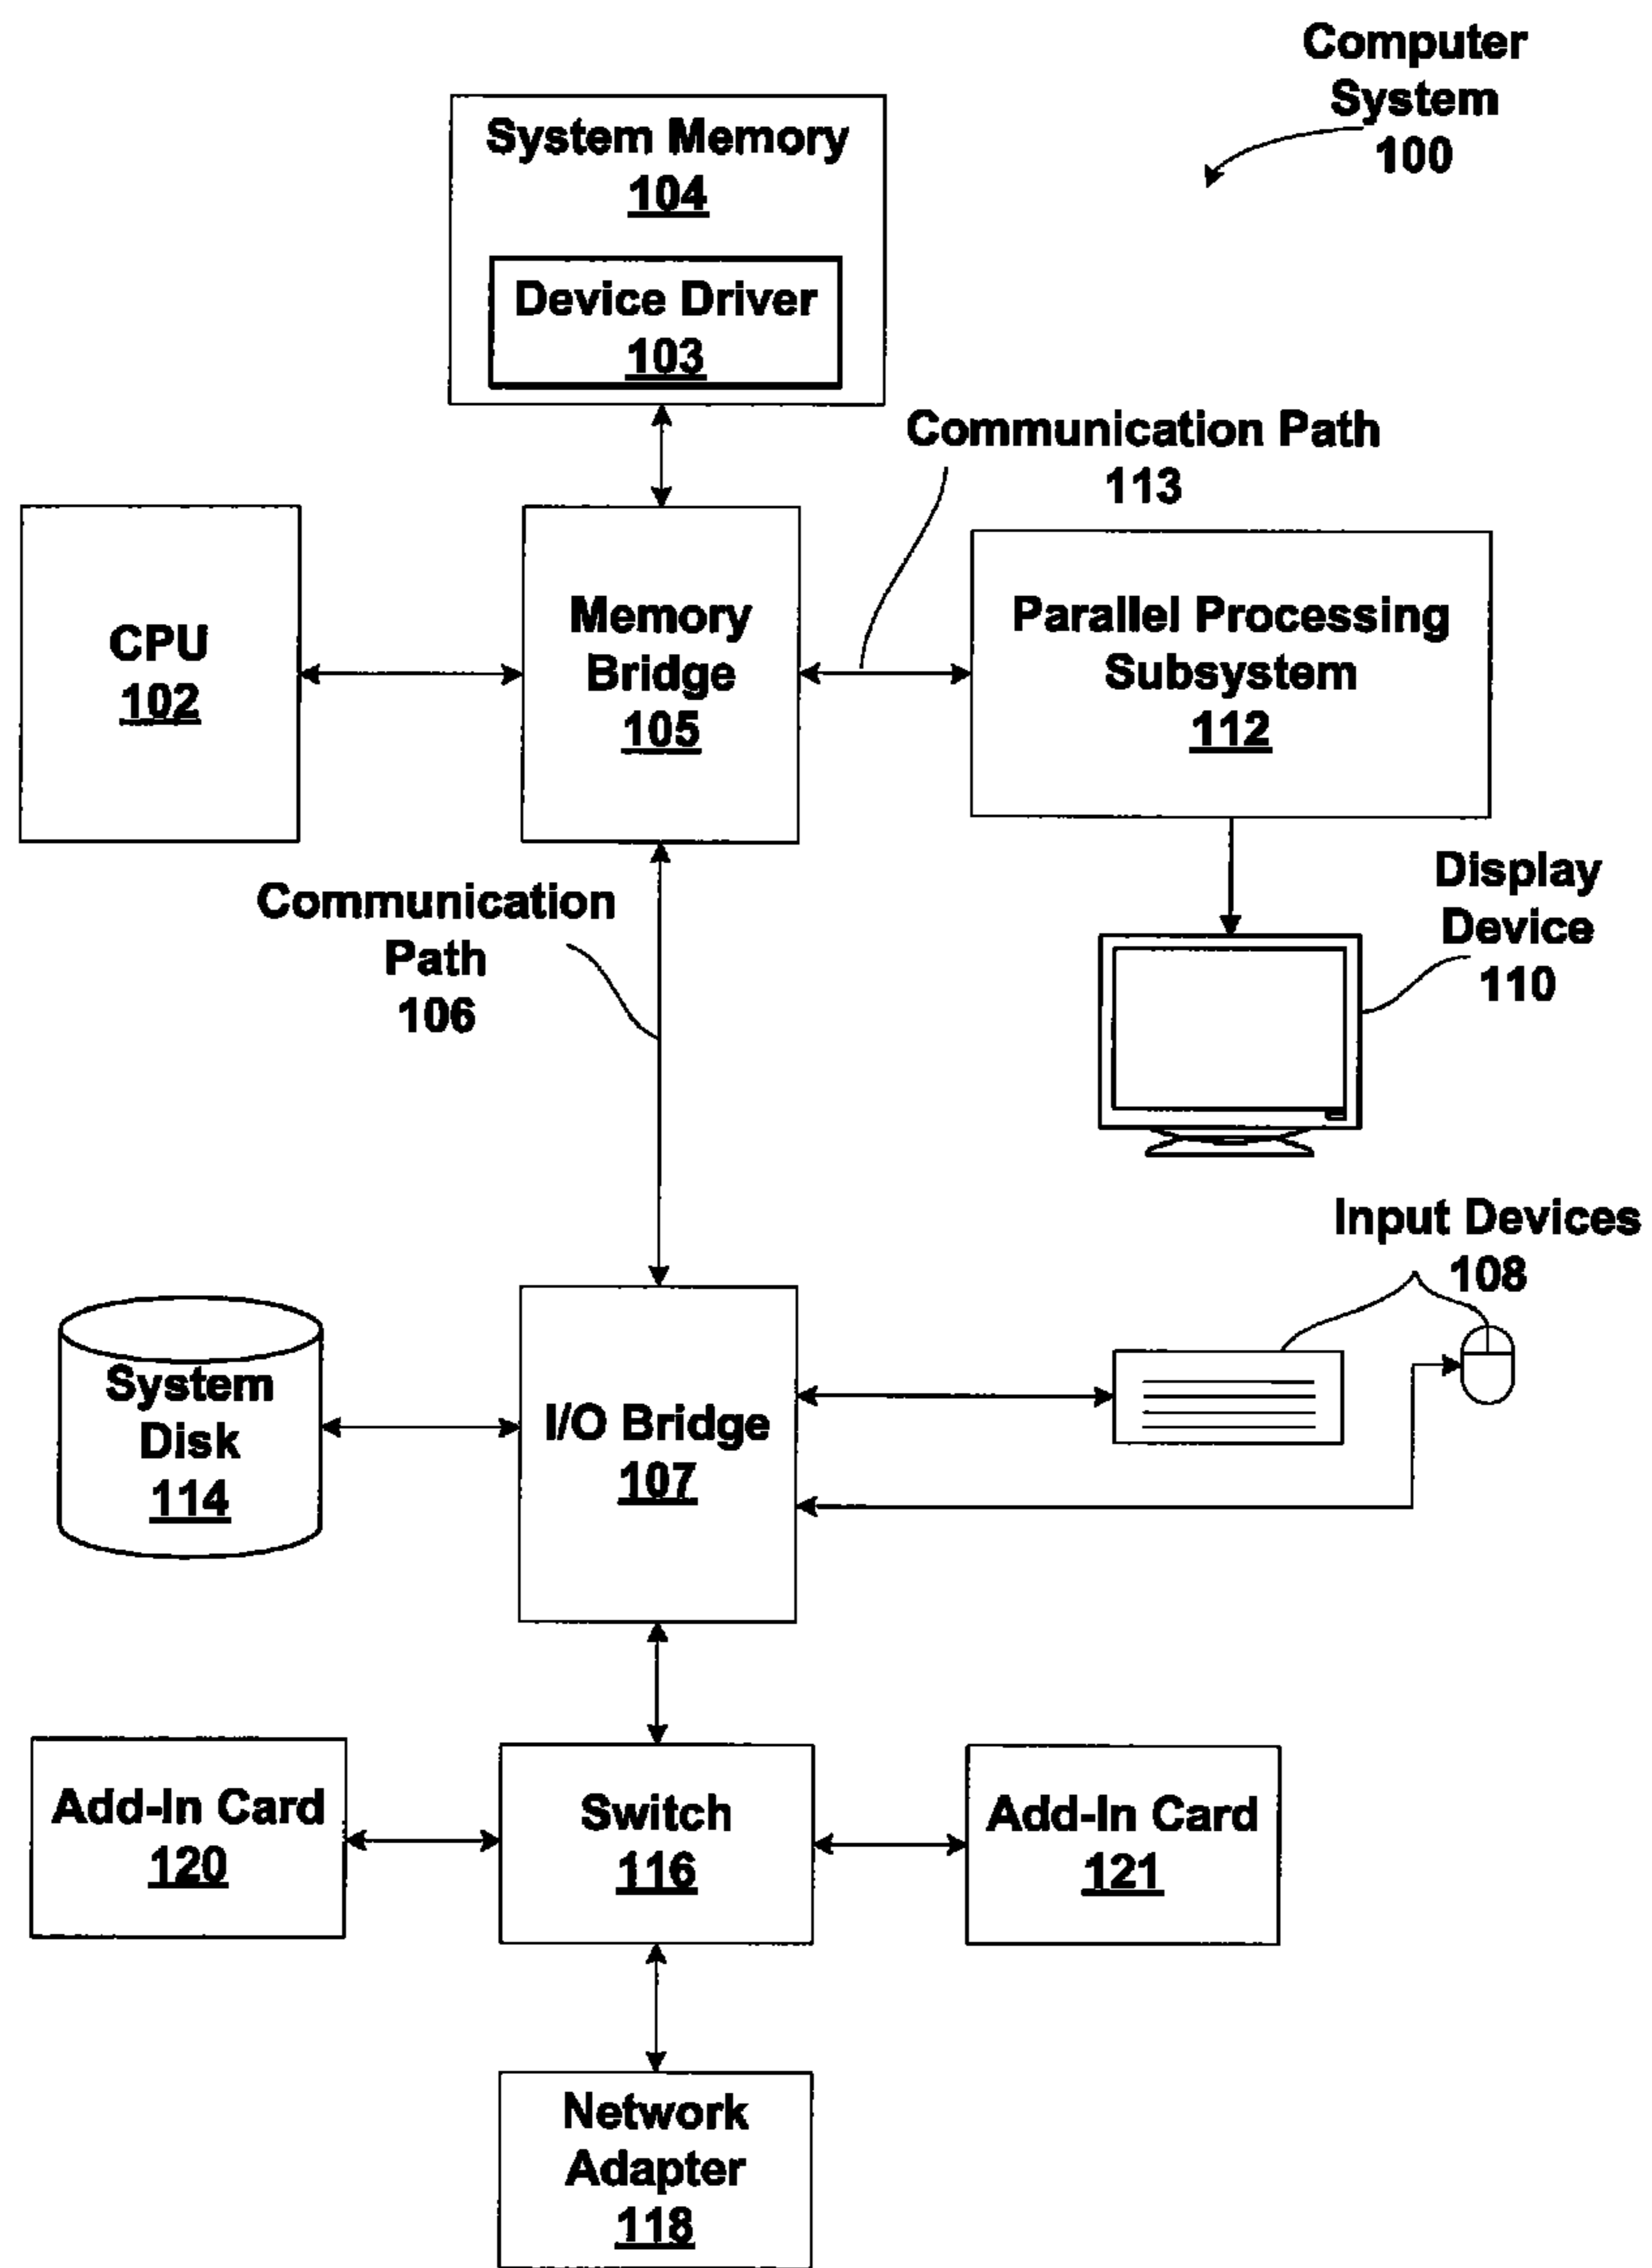 Computer
System
100
System Memory
104
Device Driver
103
Communication Path
113
CPU
102
Memory
Bridge
105
Parallel Processing
Subsystem
112
Communication
Path
106
Display
Device
110
Input Devices
108
System
Disk
114
I/O Bridge
107
Add-In Card
120
Switch
116
Add-In Card
121
Network
Adapter
118